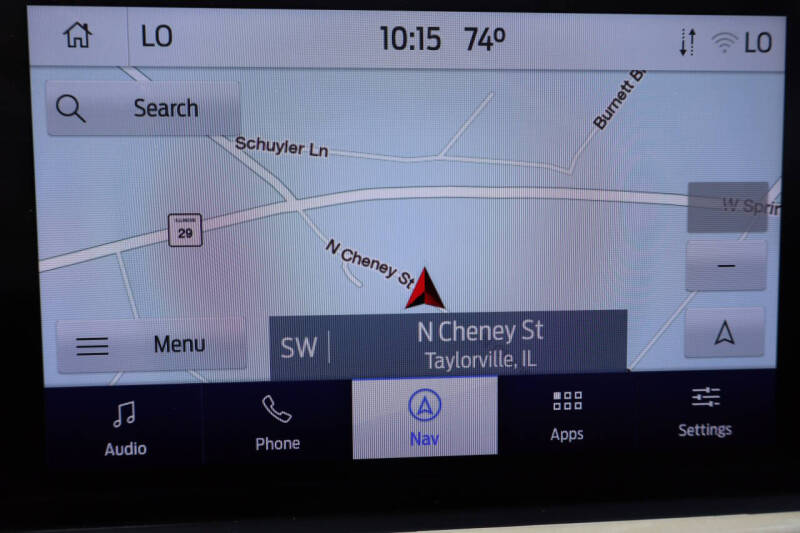 LO 10:15 74º LO
Search
Schuyler Ln
Burnett B
W Sprin
ILLINOIS
29
N Cheney St
Menu
SW
N Cheney St
Taylorville, IL
Audio
Phone
Nav
Apps
Settings